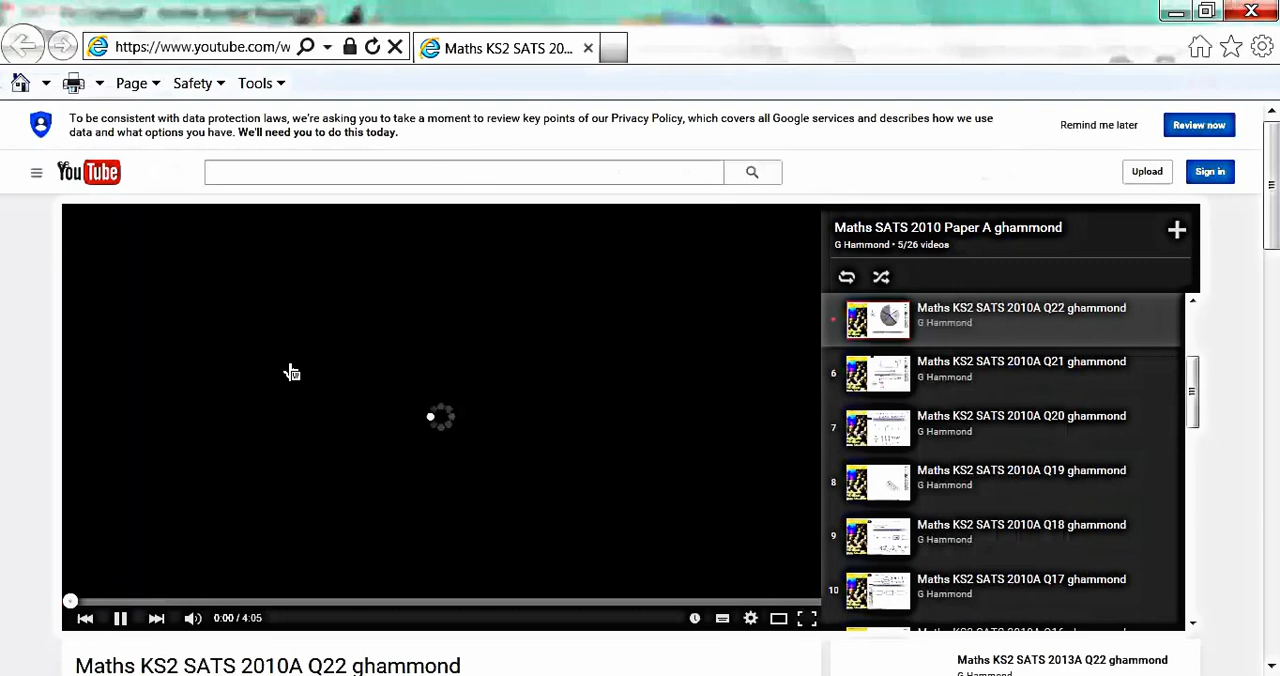 https://www.youtube.com/w
Maths KS2 SATS 20...
Page
Safety
Tools
To be consistent with data protection laws, we're asking you to take a moment to review key points of our Privacy Policy, which covers all Google services and describes how we use
data and what options you have. We'll need you to do this today.
Remind me later
Review now
YouTube
Upload
Sign in
Maths SATS 2010 Paper A ghammond
G Hammond • 5/26 videos
Maths KS2 SATS 2010A Q22 ghammond
G Hammond
6
Maths KS2 SATS 2010A Q21 ghammond
G Hammond
7
Maths KS2 SATS 2010A Q20 ghammond
G Hammond
8
Maths KS2 SATS 2010A Q19 ghammond
G Hammond
9
Maths KS2 SATS 2010A Q18 ghammond
G Hammond
10
Maths KS2 SATS 2010A Q17 ghammond
G Hammond
0:00 / 4:05
Maths KS2 SATS 2010A Q22 ghammond
Maths KS2 SATS 2013A Q22 ghammond
G Hammond